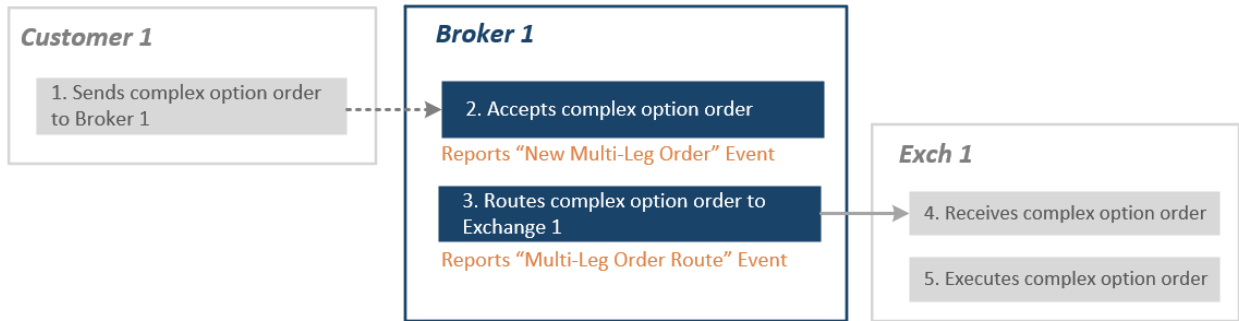 Customer 1
1. Sends complex option order
to Broker 1
Broker 1
2. Accepts complex option order
Reports “New Multi-Leg Order” Event
3. Routes complex option order to
Exchange 1
Reports “Multi-Leg Order Route” Event
Exch 1
4. Receives complex option order
5. Executes complex option order